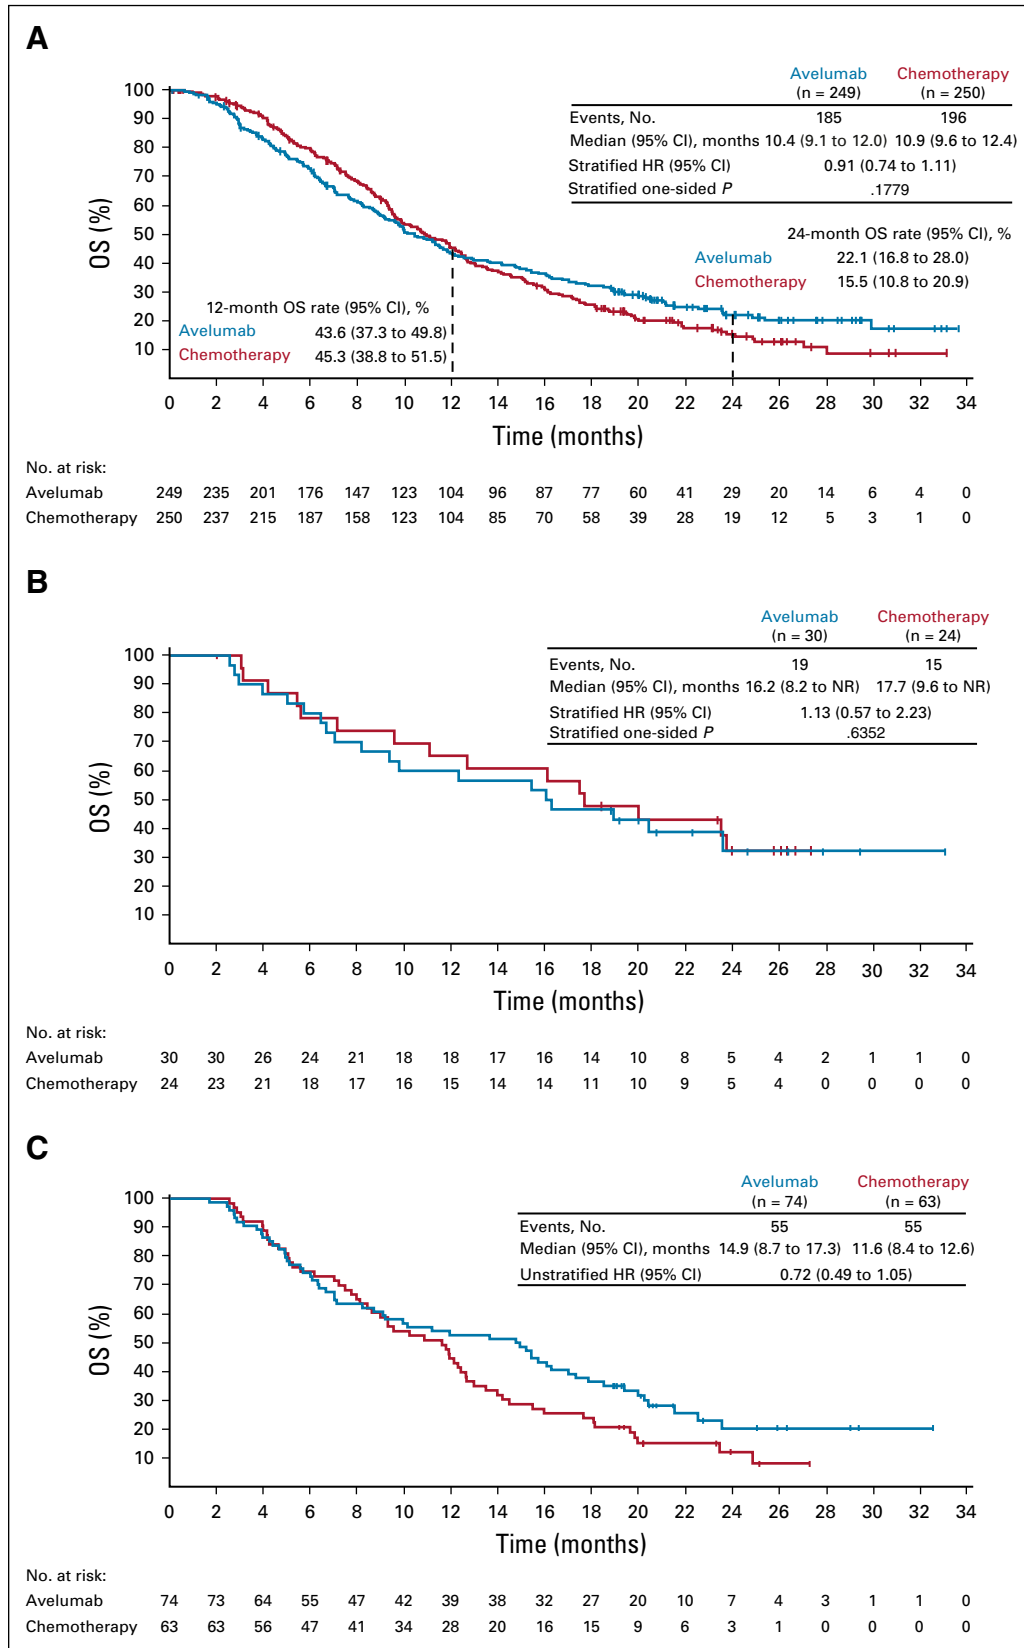 A
Avelumab Chemotherapy
(n = 249) (n = 250)
Events, No. 185 196
Median (95% CI), months 10.4 (9.1 to 12.0) 10.9 (9.6 to 12.4)
Stratified HR (95% CI) 0.91 (0.74 to 1.11)
Stratified one-sided P .1779
24-month OS rate (95% CI), %
Avelumab 22.1 (16.8 to 28.0)
Chemotherapy 15.5 (10.8 to 20.9)
12-month OS rate (95% CI), %
Avelumab 43.6 (37.3 to 49.8)
Chemotherapy 45.3 (38.8 to 51.5)
OS (%)
100
90
80
70
60
50
40
30
20
10
0 2 4 6 8 10 12 14 16 18 20 22 24 26 28 30 32 34
Time (months)
No. at risk:
Avelumab 249 235 201 176 147 123 104 96 87 77 60 41 29 20 14 6 4 0
Chemotherapy 250 237 215 187 158 123 104 85 70 58 39 28 19 12 5 3 1 0
B
Avelumab Chemotherapy
(n = 30) (n = 24)
Events, No. 19 15
Median (95% CI), months 16.2 (8.2 to NR) 17.7 (9.6 to NR)
Stratified HR (95% CI) 1.13 (0.57 to 2.23)
Stratified one-sided P .6352
OS (%)
100
90
80
70
60
50
40
30
20
10
0 2 4 6 8 10 12 14 16 18 20 22 24 26 28 30 32 34
Time (months)
No. at risk:
Avelumab 30 30 26 24 21 18 18 17 16 14 10 8 5 4 2 1 1 0
Chemotherapy 24 23 21 18 17 16 15 14 14 11 10 9 5 4 0 0 0 0
C
Avelumab Chemotherapy
(n = 74) (n = 63)
Events, No. 55 55
Median (95% CI), months 14.9 (8.7 to 17.3) 11.6 (8.4 to 12.6)
Unstratified HR (95% CI) 0.72 (0.49 to 1.05)
OS (%)
100
90
80
70
60
50
40
30
20
10
0 2 4 6 8 10 12 14 16 18 20 22 24 26 28 30 32 34
Time (months)
No. at risk:
Avelumab 74 73 64 55 47 42 39 38 32 27 20 10 7 4 3 1 1 0
Chemotherapy 63 63 56 47 41 34 28 20 16 15 9 6 3 1 0 0 0 0